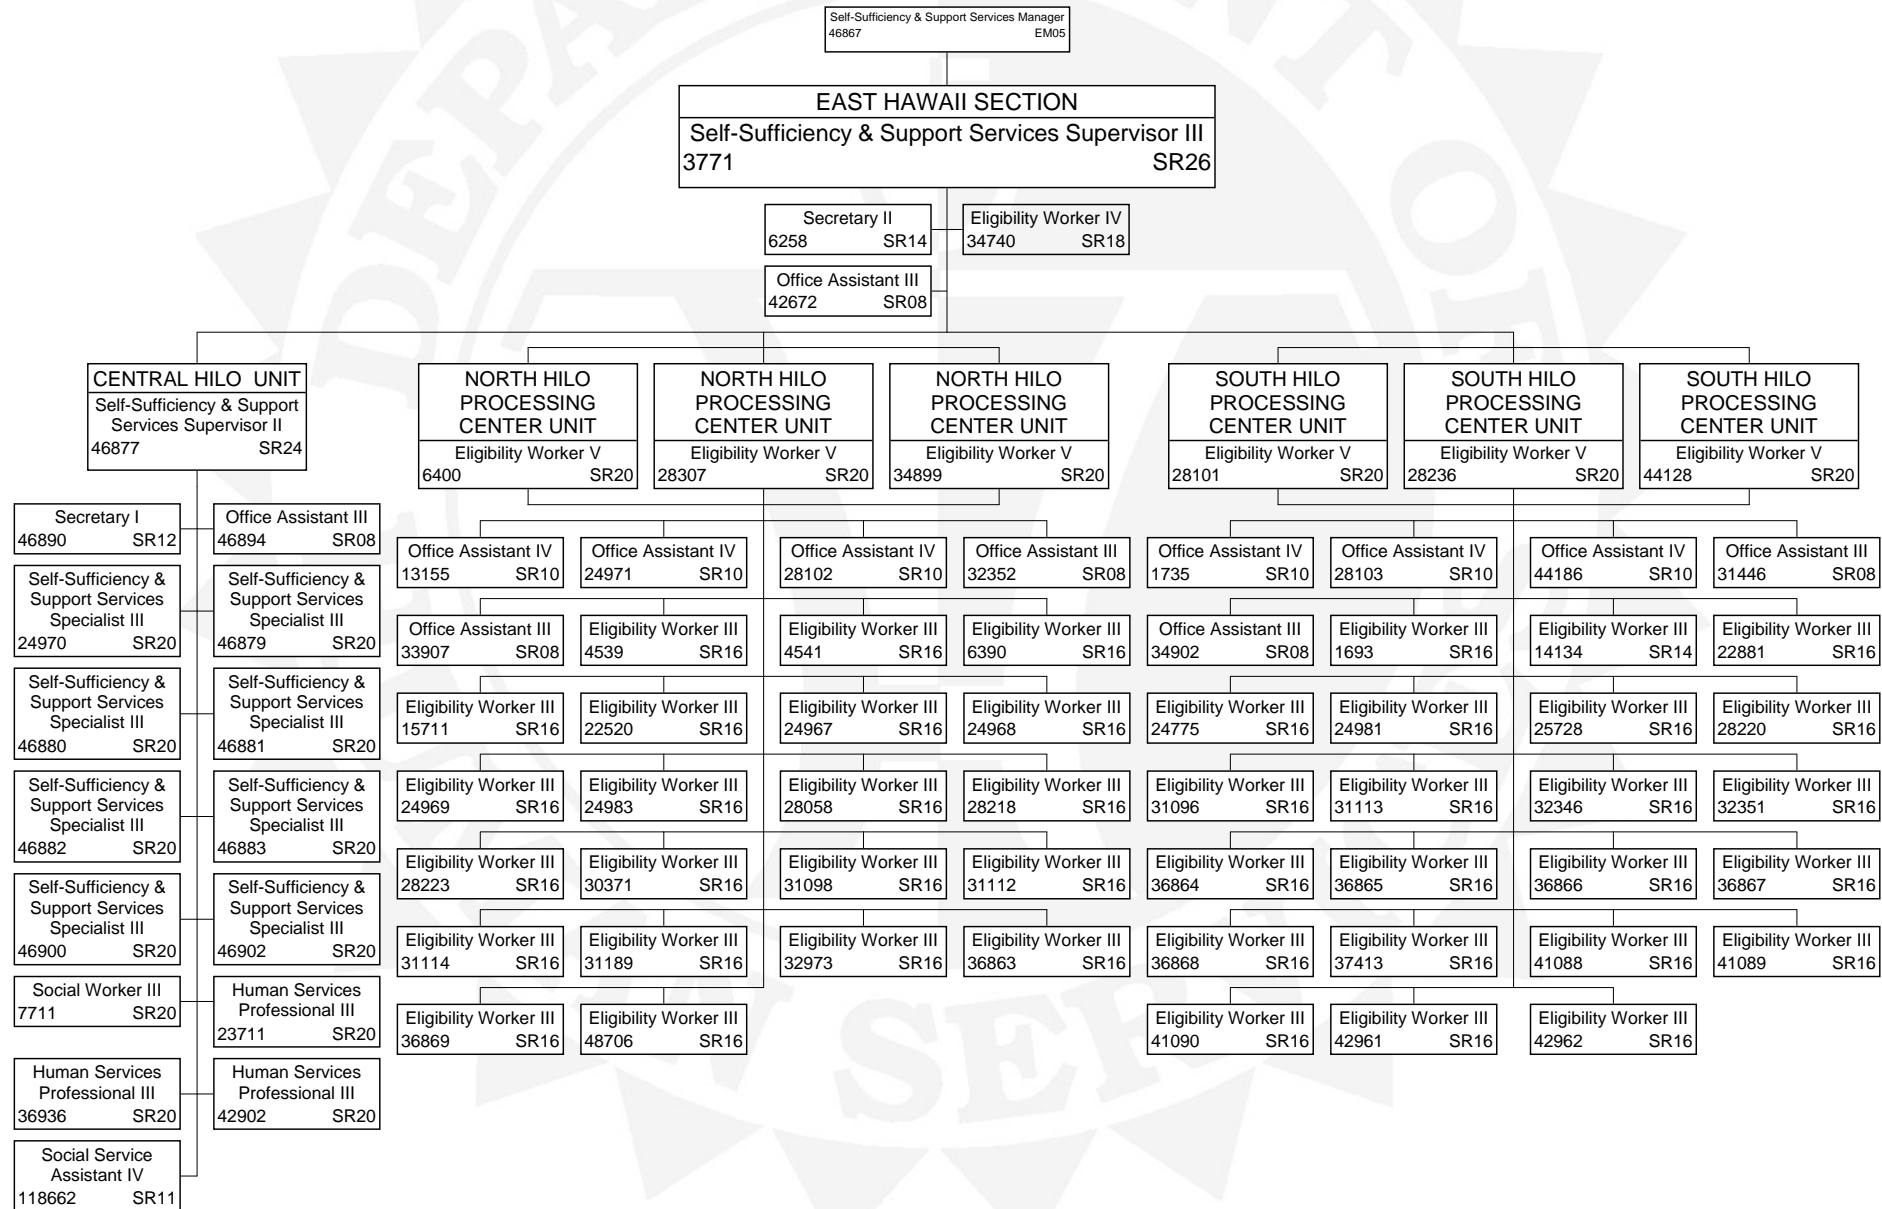 Self-Sufficiency & Support Services Manager
46867 EM05
EAST HAWAII SECTION
Self-Sufficiency & Support Services Supervisor III
3771 SR26
Secretary II
6258 SR14
Eligibility Worker IV
34740 SR18
Office Assistant III
42672 SR08
CENTRAL HILO UNIT
Self-Sufficiency & Support
Services Supervisor II
46877 SR24
Secretary I
46890 SR12
Office Assistant III
46894 SR08
Self-Sufficiency &
Support Services
Specialist III
24970 SR20
Self-Sufficiency &
Support Services
Specialist III
46879 SR20
Self-Sufficiency &
Support Services
Specialist III
46880 SR20
Self-Sufficiency &
Support Services
Specialist III
46881 SR20
Self-Sufficiency &
Support Services
Specialist III
46882 SR20
Self-Sufficiency &
Support Services
Specialist III
46883 SR20
Self-Sufficiency &
Support Services
Specialist III
46900 SR20
Self-Sufficiency &
Support Services
Specialist III
46902 SR20
Social Worker III
7711 SR20
Human Services
Professional III
23711 SR20
Human Services
Professional III
36936 SR20
Human Services
Professional III
42902 SR20
Social Service
Assistant IV
118662 SR11
NORTH HILO
PROCESSING
CENTER UNIT
Eligibility Worker V
6400 SR20
NORTH HILO
PROCESSING
CENTER UNIT
Eligibility Worker V
28307 SR20
NORTH HILO
PROCESSING
CENTER UNIT
Eligibility Worker V
34899 SR20
Office Assistant IV
13155 SR10
Office Assistant IV
24971 SR10
Office Assistant IV
28102 SR10
Office Assistant III
32352 SR08
Office Assistant III
33907 SR08
Eligibility Worker III
4539 SR16
Eligibility Worker III
4541 SR16
Eligibility Worker III
6390 SR16
Eligibility Worker III
15711 SR16
Eligibility Worker III
22520 SR16
Eligibility Worker III
24967 SR16
Eligibility Worker III
24968 SR16
Eligibility Worker III
24969 SR16
Eligibility Worker III
24983 SR16
Eligibility Worker III
28058 SR16
Eligibility Worker III
28218 SR16
Eligibility Worker III
28223 SR16
Eligibility Worker III
30371 SR16
Eligibility Worker III
31098 SR16
Eligibility Worker III
31112 SR16
Eligibility Worker III
31114 SR16
Eligibility Worker III
31189 SR16
Eligibility Worker III
32973 SR16
Eligibility Worker III
36863 SR16
Eligibility Worker III
36869 SR16
Eligibility Worker III
48706 SR16
SOUTH HILO
PROCESSING
CENTER UNIT
Eligibility Worker V
28101 SR20
SOUTH HILO
PROCESSING
CENTER UNIT
Eligibility Worker V
28236 SR20
SOUTH HILO
PROCESSING
CENTER UNIT
Eligibility Worker V
44128 SR20
Office Assistant IV
1735 SR10
Office Assistant IV
28103 SR10
Office Assistant IV
44186 SR10
Office Assistant III
31446 SR08
Office Assistant III
34902 SR08
Eligibility Worker III
1693 SR16
Eligibility Worker III
14134 SR14
Eligibility Worker III
22881 SR16
Eligibility Worker III
24775 SR16
Eligibility Worker III
24981 SR16
Eligibility Worker III
25728 SR16
Eligibility Worker III
28220 SR16
Eligibility Worker III
31096 SR16
Eligibility Worker III
31113 SR16
Eligibility Worker III
32346 SR16
Eligibility Worker III
32351 SR16
Eligibility Worker III
36864 SR16
Eligibility Worker III
36865 SR16
Eligibility Worker III
36866 SR16
Eligibility Worker III
36867 SR16
Eligibility Worker III
36868 SR16
Eligibility Worker III
37413 SR16
Eligibility Worker III
41088 SR16
Eligibility Worker III
41089 SR16
Eligibility Worker III
41090 SR16
Eligibility Worker III
42961 SR16
Eligibility Worker III
42962 SR16